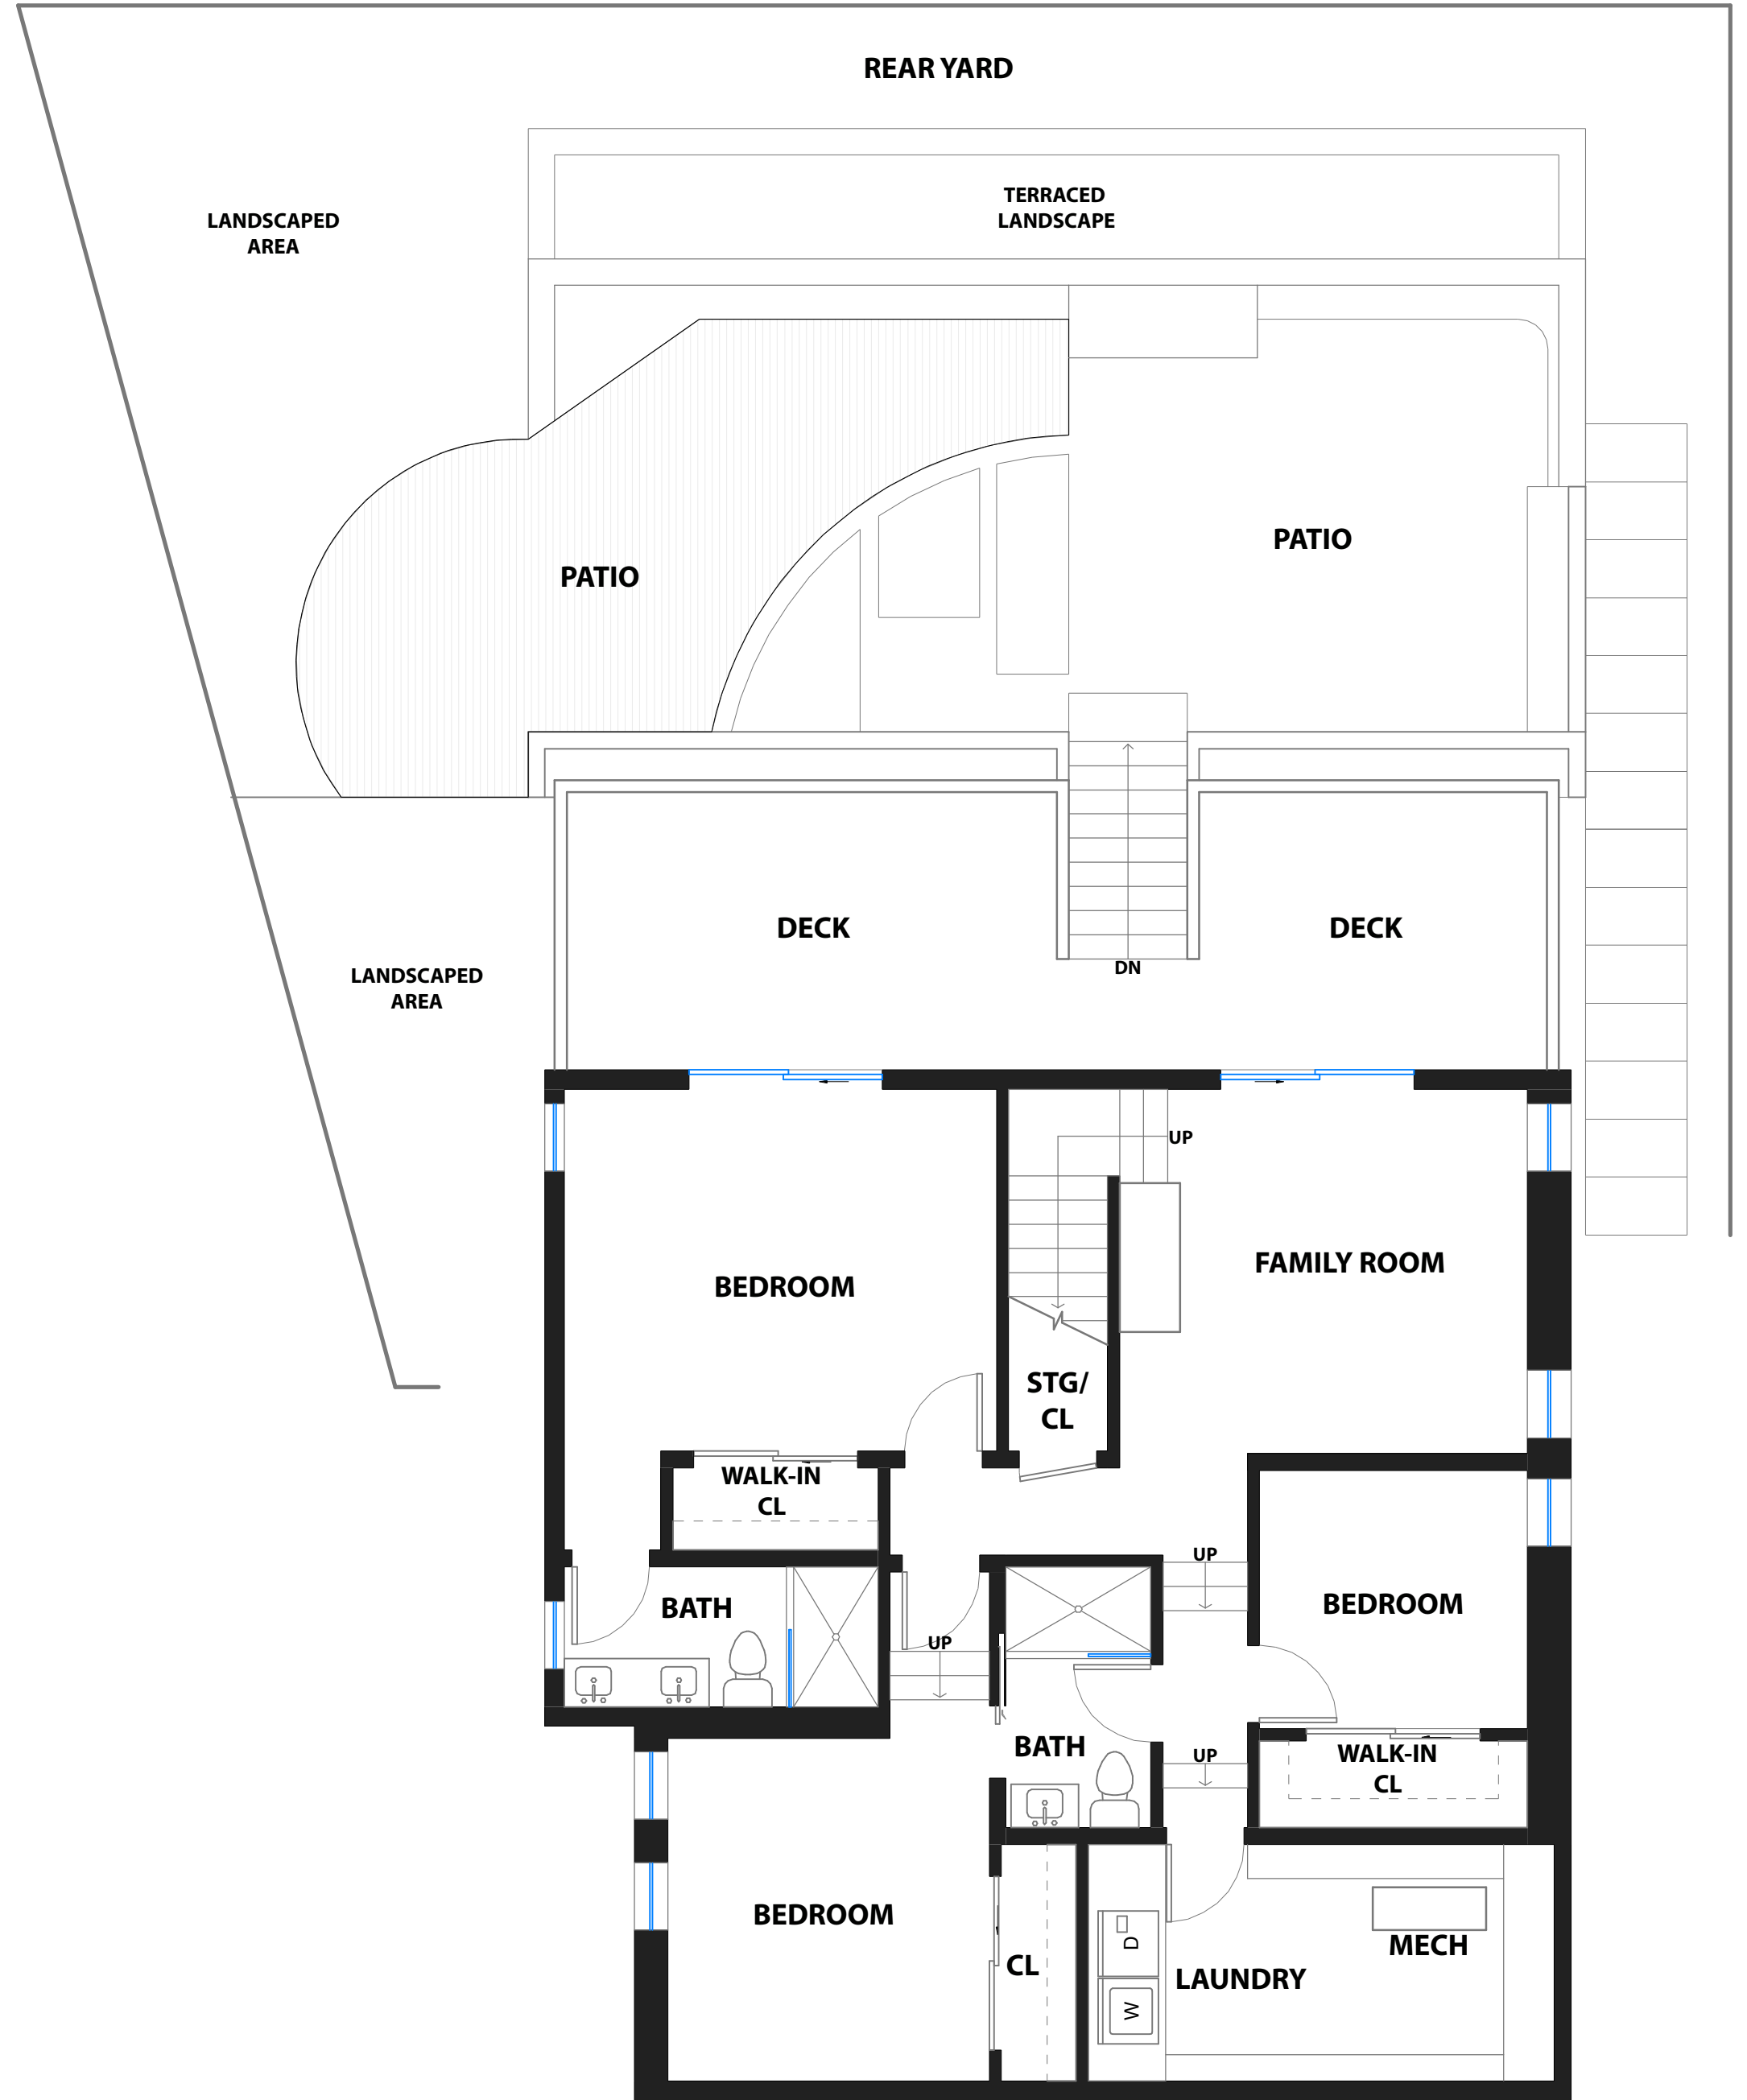 REAR YARD
TERRACED
LANDSCAPE
LANDSCAPED
AREA
PATIO
PATIO
DECK
DECK
DN
LANDSCAPED
AREA
UP
FAMILY ROOM
BEDROOM
STG/
CL
WALK-IN
CL
UP
BATH
BEDROOM
UP
BATH
UP
WALK-IN
CL
BEDROOM
D
MECH
CL
LAUNDRY
W